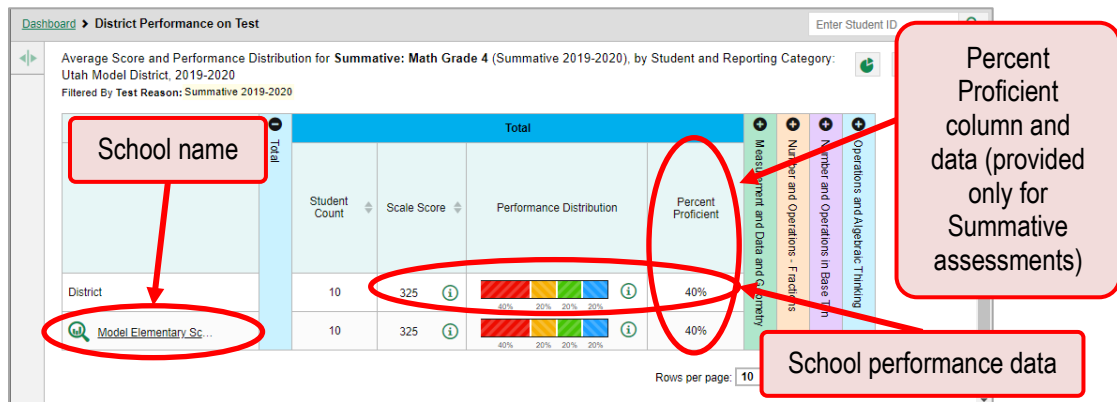 Dashboard > District Performance on Test
Enter Student ID
Average Score and Performance Distribution for Summative: Math Grade 4 (Summative 2019-2020), by Student and Reporting Category:
Utah Model District, 2019-2020
Filtered By Test Reason: Summative 2019-2020
School name
Total
Total
Student
Count
Scale Score
Performance Distribution
Percent
Proficient
Measurement and Data and Geometry
Number and Operations - Fractions
Number and Operations in Base Ten
Operations and Algebraic Thinking
District
10
325
40% 20% 20% 20%
40%
Model Elementary Sc...
10
325
40% 20% 20% 20%
40%
Rows per page: 10
Percent
Proficient
column and
data (provided
only for
Summative
assessments)
School performance data